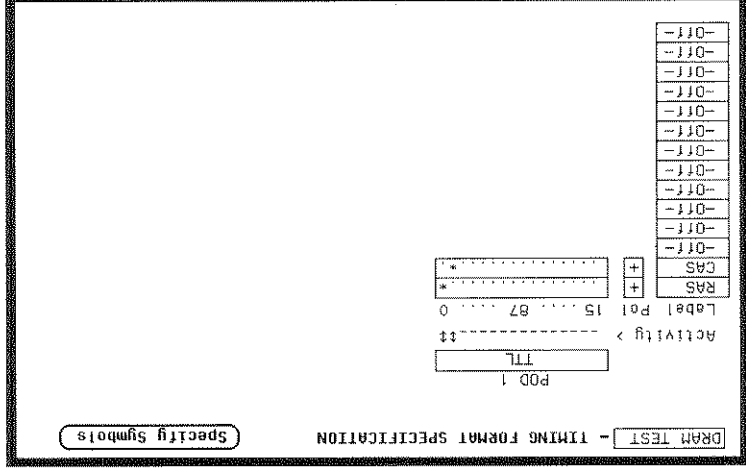 DRAM TEST - TIMING FORMAT SPECIFICATION Specify Symbols
POD 1
TTL
Activity > --------------↕↕
Label Pol 15 .... 87 .... 0
RAS + ...............*
CAS + ..............*.
-Off-
-Off-
-Off-
-Off-
-Off-
-Off-
-Off-
-Off-
-Off-
-Off-
-Off-
-Off-